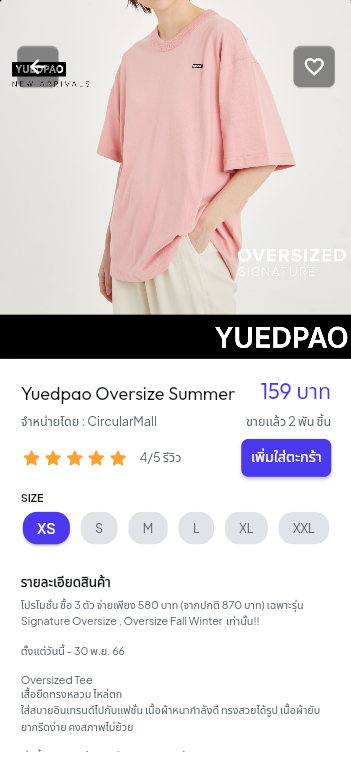 YUEDPAO
NEW ARRIVALS
OVERSIZED
SIGNATURE
YUEDPAO
Yuedpao Oversize Summer
159 บาท
จำหน่ายโดย : CircularMall
ขายแล้ว 2 พัน ชิ้น
4/5 รีวิว
เพิ่มใส่ตะกร้า
SIZE
XS S M L XL XXL
รายละเอียดสินค้า
โปรโมชั่น ซื้อ 3 ตัว จ่ายเพียง 580 บาท (จากปกติ 870 บาท) เฉพาะรุ่น
Signature Oversize , Oversize Fall Winter เท่านั้น!!
ตั้งแต่วันนี้ – 30 พ.ย. 66
Oversized Tee
เสื้อยืดทรงหลวม ไหล่ตก
ใส่สบายอินเทรนด์ไปกับแฟชั่น เนื้อผ้าหนากำลังดี ทรงสวยได้รูป เนื้อผ้ายับ
ยากรีดง่าย คงสภาพไม่ย้วย